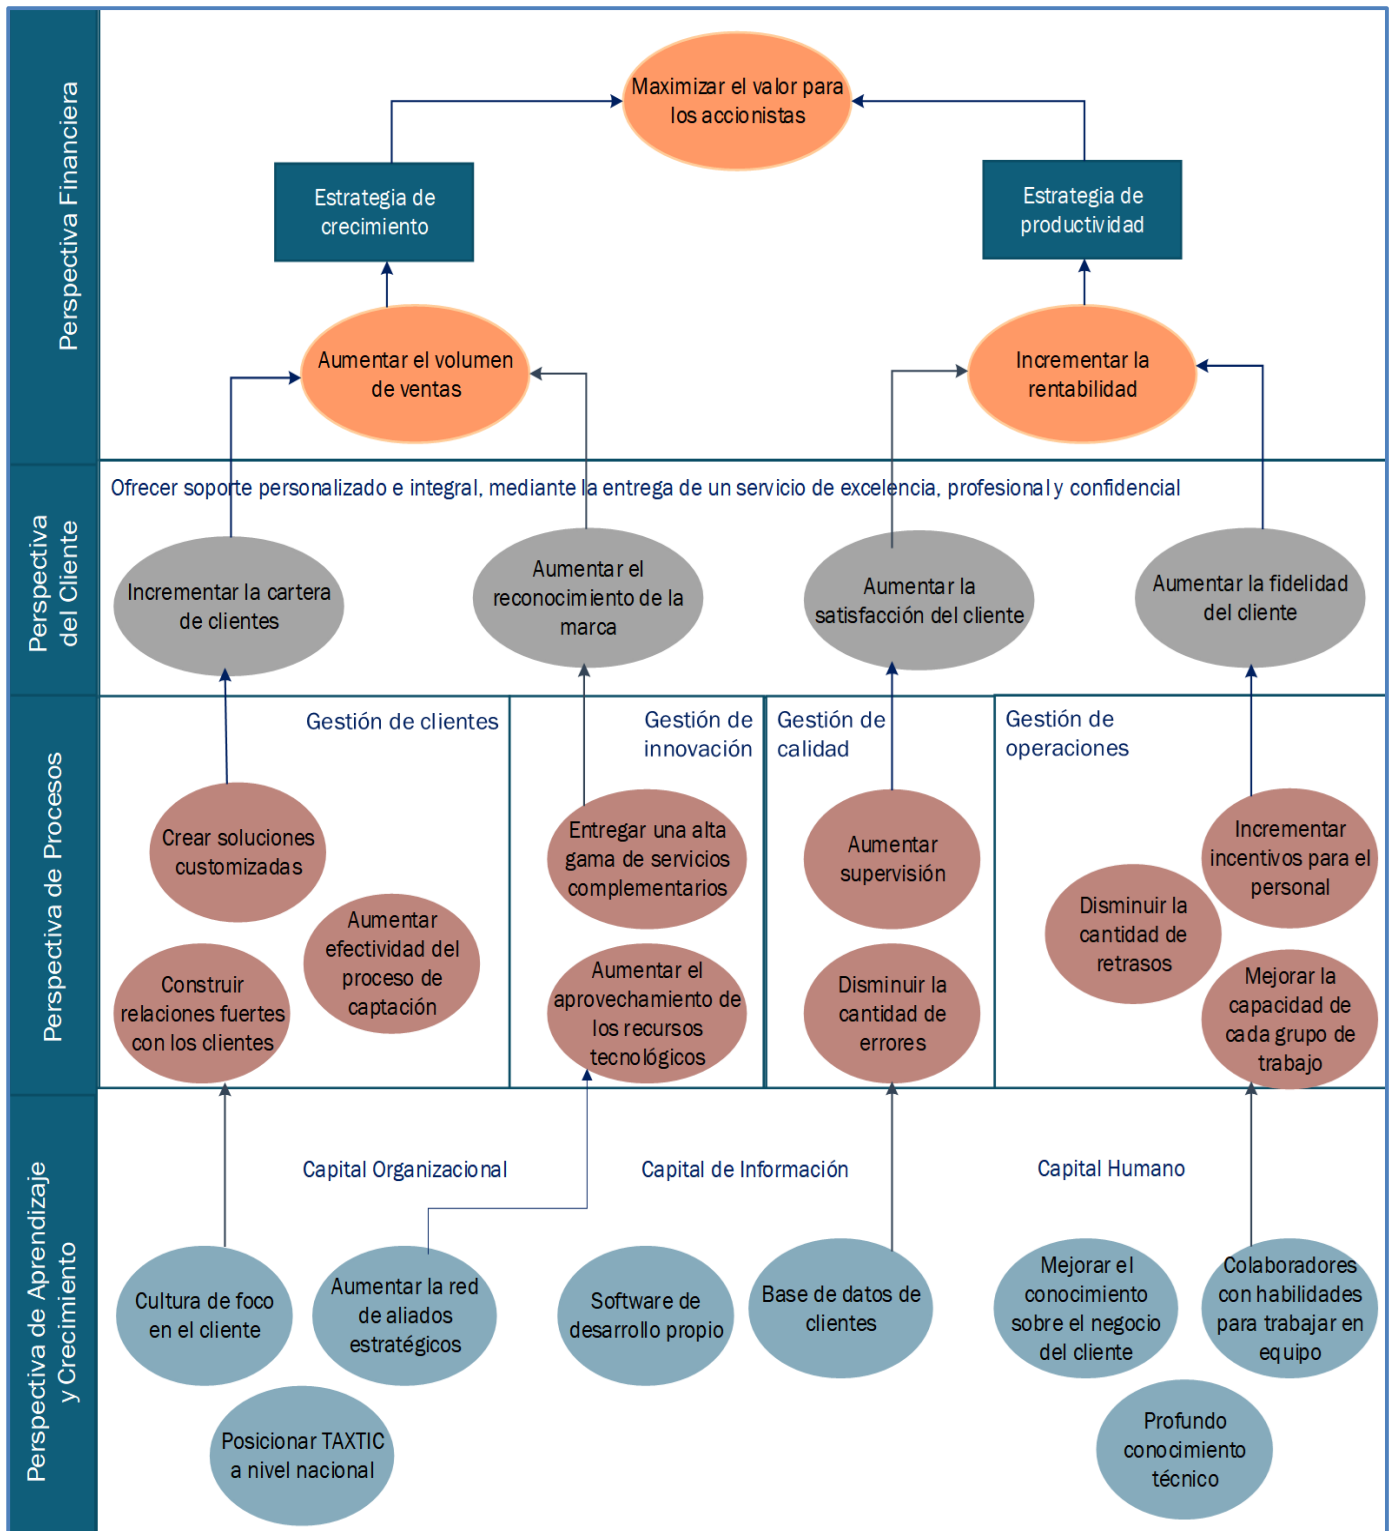 Perspectiva Financiera
Maximizar el valor para
los accionistas
Estrategia de
crecimiento
Estrategia de
productividad
Aumentar el volumen
de ventas
Incrementar la
rentabilidad
Perspectiva
del Cliente
Ofrecer soporte personalizado e integral, mediante la entrega de un servicio de excelencia, profesional y confidencial
Incrementar la cartera
de clientes
Aumentar el
reconocimiento de la
marca
Aumentar la
satisfacción del cliente
Aumentar la fidelidad
del cliente
Perspectiva de Procesos
Gestión de clientes
Crear soluciones
customizadas
Aumentar
efectividad del
proceso de
captación
Construir
relaciones fuertes
con los clientes
Gestión de
innovación
Entregar una alta
gama de servicios
complementarios
Aumentar el
aprovechamiento de
los recursos
tecnológicos
Gestión de
calidad
Aumentar
supervisión
Disminuir la
cantidad de
errores
Gestión de
operaciones
Incrementar
incentivos para el
personal
Disminuir la
cantidad de
retrasos
Mejorar la
capacidad de
cada grupo de
trabajo
Perspectiva de Aprendizaje
y Crecimiento
Capital Organizacional
Cultura de foco
en el cliente
Aumentar la red
de aliados
estratégicos
Posicionar TAXTIC
a nivel nacional
Capital de Información
Software de
desarrollo propio
Base de datos de
clientes
Capital Humano
Mejorar el
conocimiento
sobre el negocio
del cliente
Colaboradores
con habilidades
para trabajar en
equipo
Profundo
conocimiento
técnico